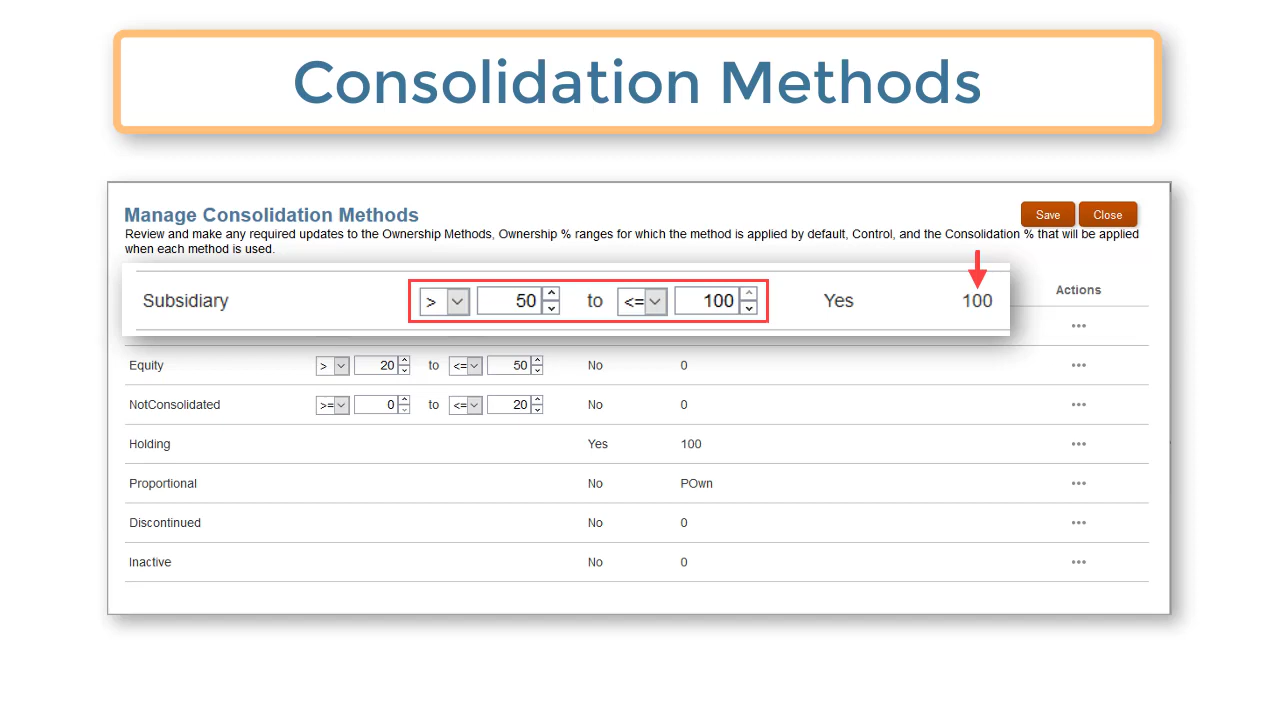 Consolidation Methods
Manage Consolidation Methods
Save Close
Review and make any required updates to the Ownership Methods, Ownership % ranges for which the method is applied by default, Control, and the Consolidation % that will be applied
when each method is used.
Actions
Subsidiary > 50 to <= 100 Yes 100
•••
Equity > 20 to <= 50 No 0 •••
NotConsolidated >= 0 to <= 20 No 0 •••
Holding Yes 100 •••
Proportional No POwn •••
Discontinued No 0 •••
Inactive No 0 •••